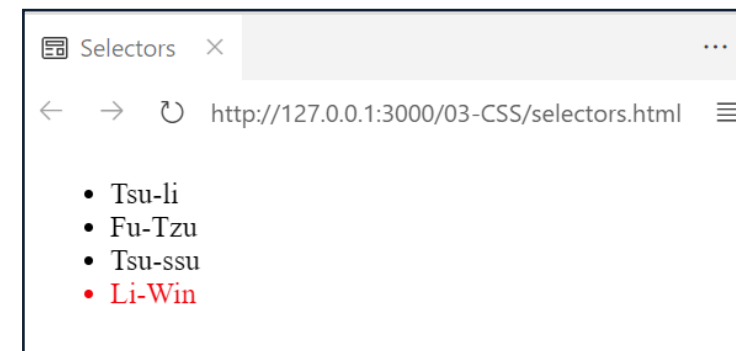 Selectors
http://127.0.0.1:3000/03-CSS/selectors.html
Tsu-li
Fu-Tzu
Tsu-ssu
Li-Win